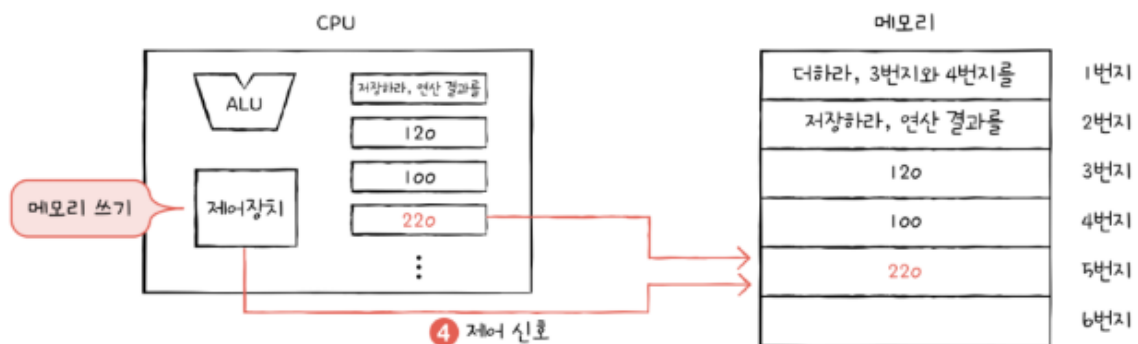 CPU
메모리
ALU
저장하라, 연산 결과를
120
100
220
제어장치
메모리 쓰기
4 제어 신호
더하라, 3번지와 4번지를 1번지
저장하라, 연산 결과를 2번지
120 3번지
100 4번지
220 5번지
6번지